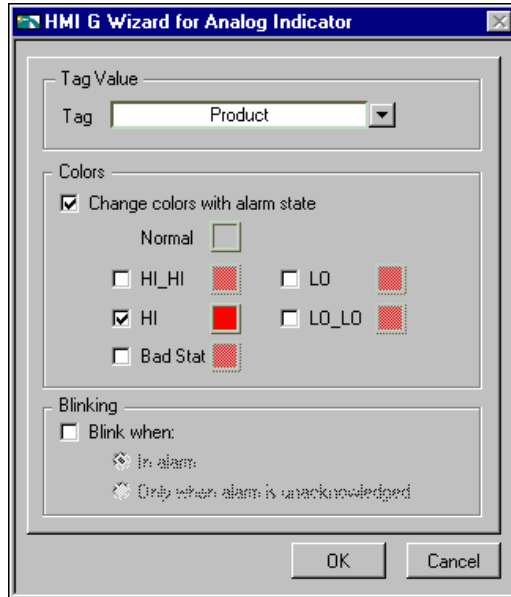 HMI G Wizard for Analog Indicator
Tag Value
Tag Product
Colors
Change colors with alarm state
Normal
HI_HI LO
HI LO_LO
Bad Stat
Blinking
Blink when:
In alarm
Only when alarm is unacknowledged
OK Cancel